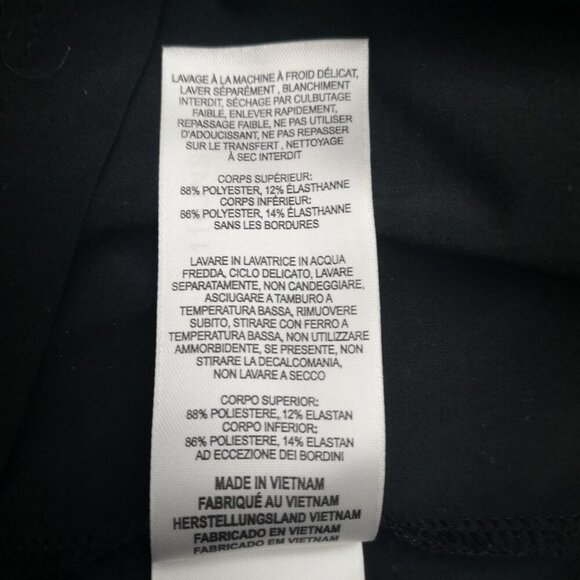 LAVAGE À LA MACHINE À FROID DÉLICAT,
LAVER SÉPARÉMENT , BLANCHIMENT
INTERDIT, SÉCHAGE PAR CULBUTAGE
FAIBLE, ENLEVER RAPIDEMENT,
REPASSAGE FAIBLE, NE PAS UTILISER
D'ADOUCISSANT, NE PAS REPASSER
SUR LE TRANSFERT , NETTOYAGE
À SEC INTERDIT
CORPS SUPÉRIEUR:
88% POLYESTER, 12% ÉLASTHANNE
CORPS INFÉRIEUR:
86% POLYESTER, 14% ÉLASTHANNE
SANS LES BORDURES
LAVARE IN LAVATRICE IN ACQUA
FREDDA, CICLO DELICATO, LAVARE
SEPARATAMENTE, NON CANDEGGIARE,
ASCIUGARE A TAMBURO A
TEMPERATURA BASSA, RIMUOVERE
SUBITO, STIRARE CON FERRO A
TEMPERATURA BASSA, NON UTILIZZARE
AMMORBIDENTE, SE PRESENTE, NON
STIRARE LA DECALCOMANIA,
NON LAVARE A SECCO
CORPO SUPERIOR:
88% POLIESTERE, 12% ELASTAN
CORPO INFERIOR:
86% POLIESTERE, 14% ELASTAN
AD ECCEZIONE DEI BORDINI
MADE IN VIETNAM
FABRIQUÉ AU VIETNAM
HERSTELLUNGSLAND VIETNAM
FABRICADO EN VIETNAM
FABRICADO EM VIETNAM